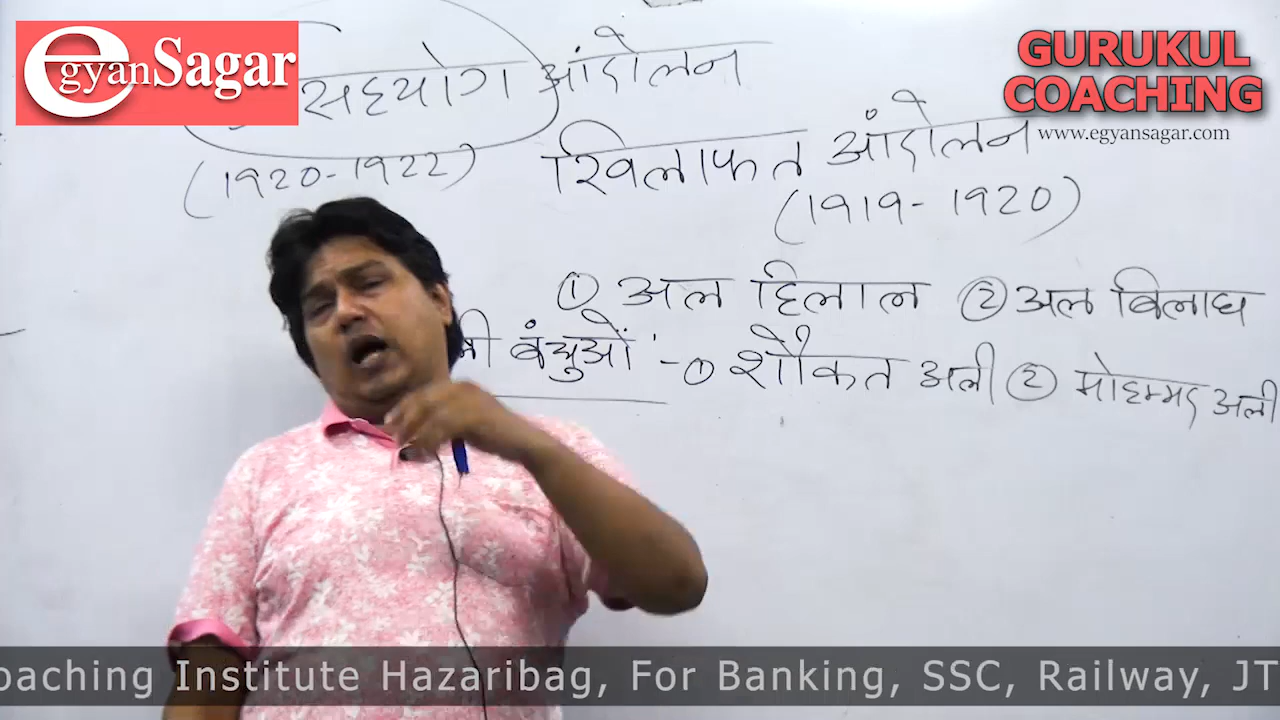 egyanSagar
GURUKUL
COACHING
www.egyansagar.com
सहयोग आंदोलन
(1920-1922)
खिलाफत आंदोलन
(1919-1920)
① अल हिलाल ② अल बिलाघ
बंधुओं - ① शौकत अली ② मोहम्मद अली
oaching Institute Hazaribag, For Banking, SSC, Railway, JT